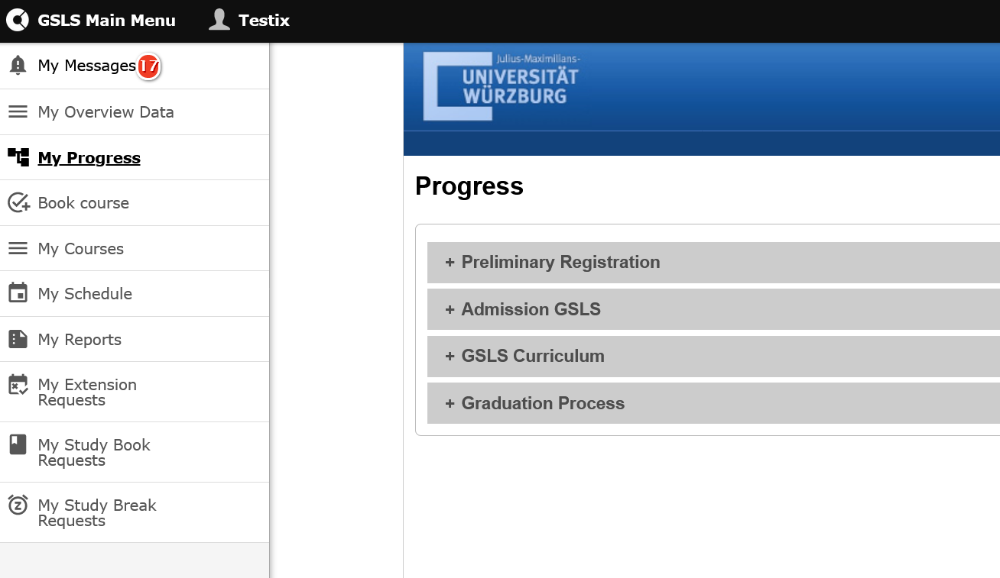 GSLS Main Menu
Testix
My Messages 17
My Overview Data
My Progress
Book course
My Courses
My Schedule
My Reports
My Extension
Requests
My Study Book
Requests
My Study Break
Requests
Julius-Maximilians-
UNIVERSITÄT
WÜRZBURG
Progress
+ Preliminary Registration
+ Admission GSLS
+ GSLS Curriculum
+ Graduation Process